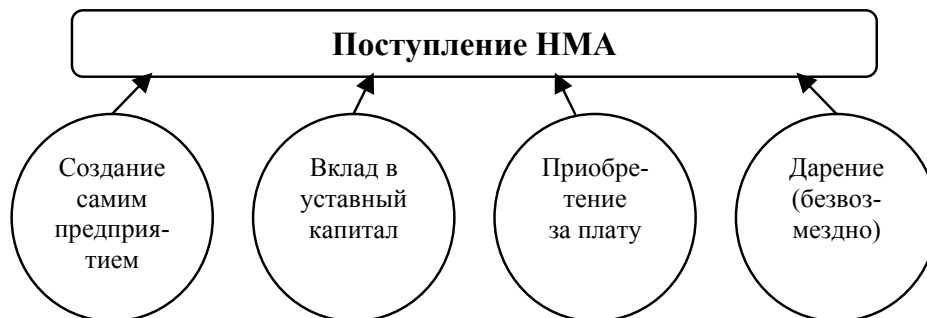 Поступление НМА
Создание
самим
предприя-
тием
Вклад в
уставный
капитал
Приобре-
тение
за плату
Дарение
(безвоз-
мездно)